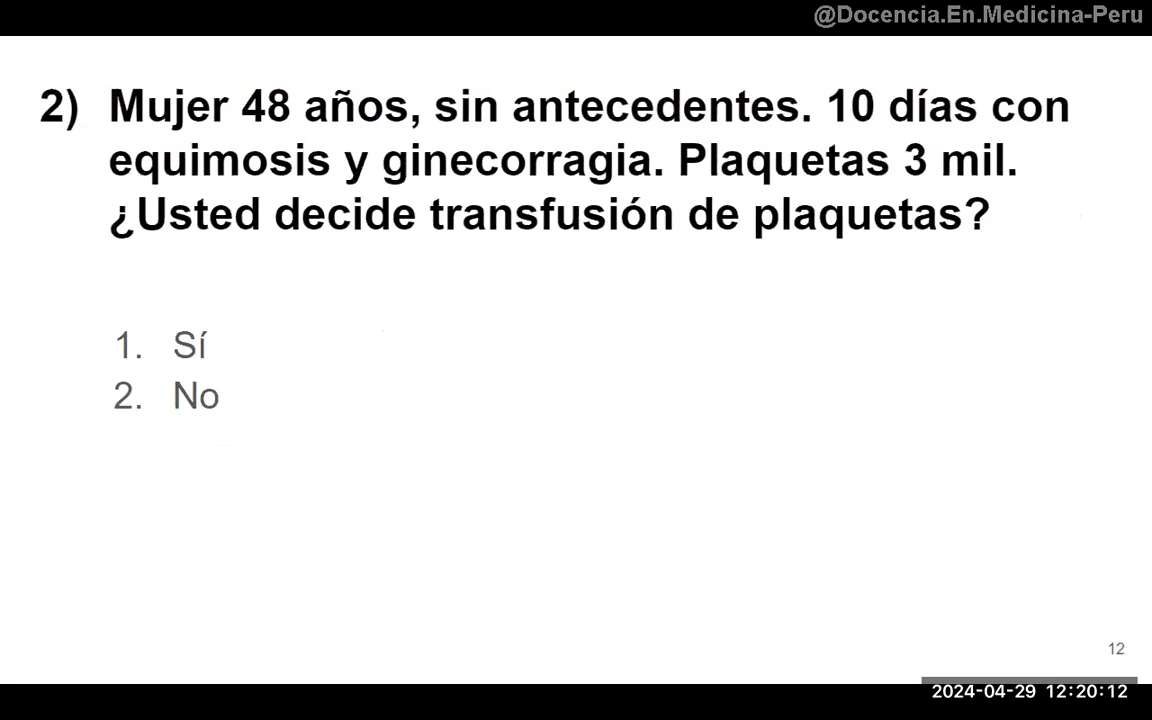 @Docencia.En.Medicina-Peru
2) Mujer 48 años, sin antecedentes. 10 días con
equimosis y ginecorragia. Plaquetas 3 mil.
¿Usted decide transfusión de plaquetas?
1. Sí
2. No
12
2024-04-29 12:20:12